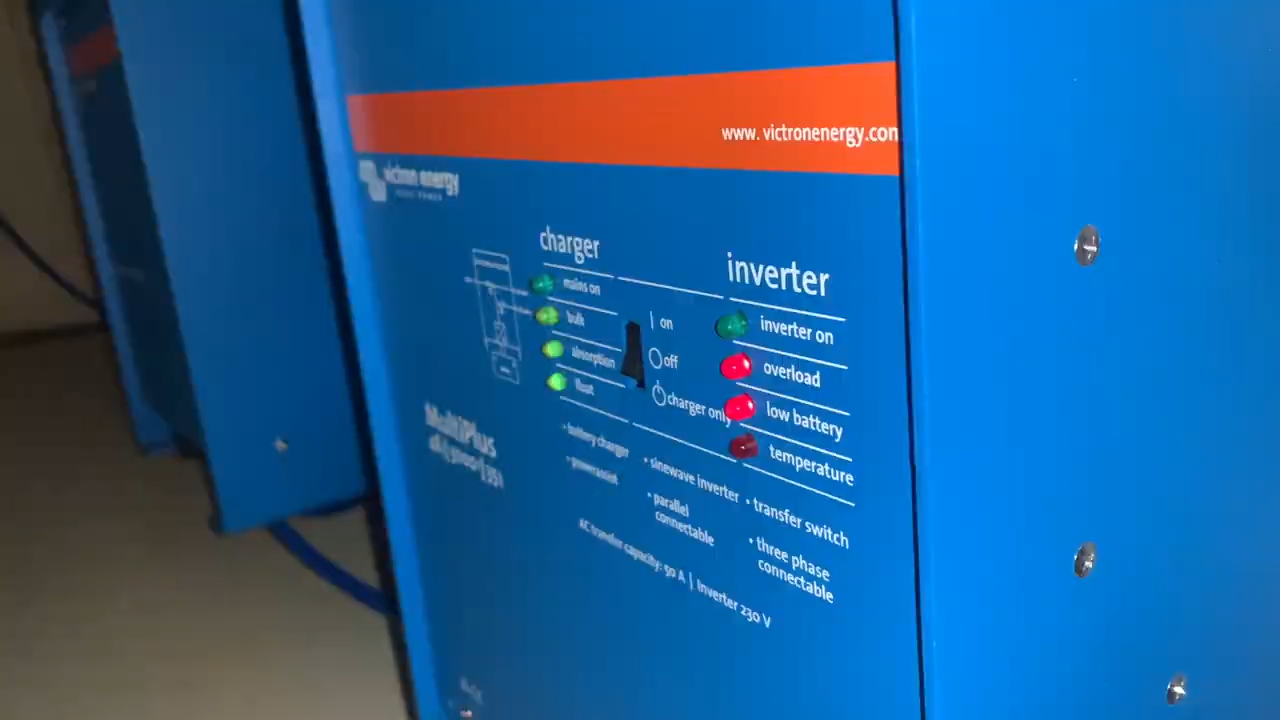 www.victronenergy.com
victron energy
charger
inverter
mains on
bulk
absorption
float
on
off
charger only
inverter on
overload
low battery
temperature
MultiPlus
• battery charger
• sinewave inverter
• transfer switch
• parallel
connectable
• three phase
connectable
AC transfer capacity: 50 A | Inverter 230 V